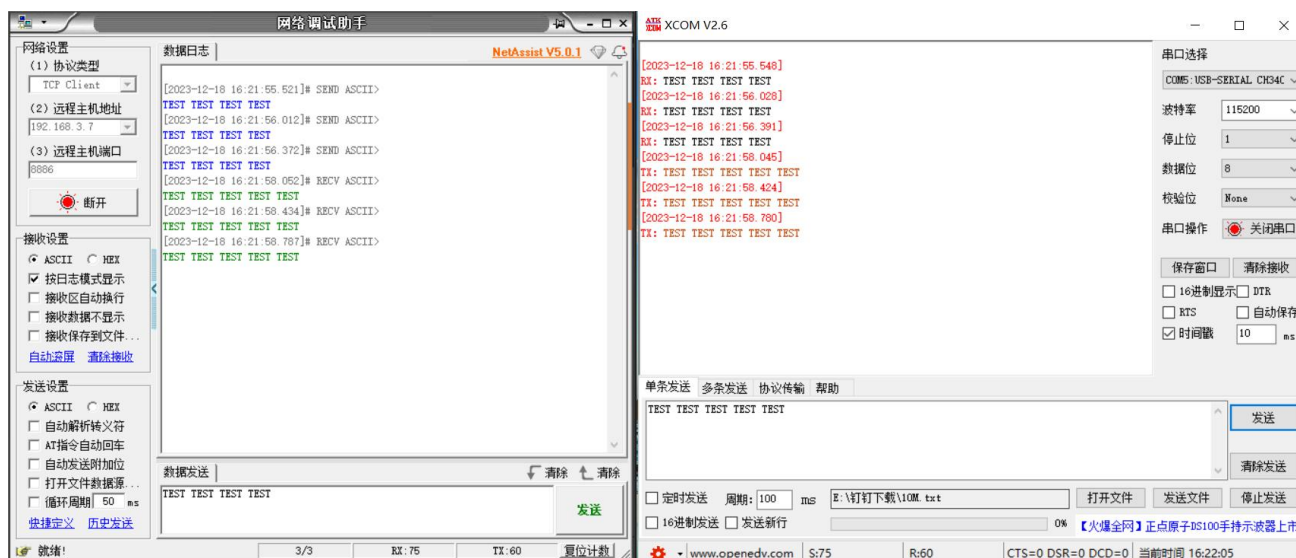 网络调试助手
网络设置
(1) 协议类型
TCP Client
(2) 远程主机地址
192.168.3.7
(3) 远程主机端口
8886
断开
接收设置
ASCII HEX
按日志模式显示
接收区自动换行
接收数据不显示
接收保存到文件...
自动滚屏 清除接收
发送设置
ASCII HEX
自动解析转义符
AT指令自动回车
自动发送附加位
打开文件数据源...
循环周期 50 ms
快捷定义 历史发送
数据日志
NetAssist V5.0.1
[2023-12-18 16:21:55.521]# SEND ASCII>
TEST TEST TEST TEST
[2023-12-18 16:21:56.012]# SEND ASCII>
TEST TEST TEST TEST
[2023-12-18 16:21:56.372]# SEND ASCII>
TEST TEST TEST TEST
[2023-12-18 16:21:58.052]# RECV ASCII>
TEST TEST TEST TEST TEST
[2023-12-18 16:21:58.434]# RECV ASCII>
TEST TEST TEST TEST TEST
[2023-12-18 16:21:58.787]# RECV ASCII>
TEST TEST TEST TEST TEST
数据发送 清除 清除
TEST TEST TEST TEST
发送
就绪! 3/3 RX:75 TX:60 复位计数
ATK XCOM XCOM V2.6
[2023-12-18 16:21:55.548]
RX: TEST TEST TEST TEST
[2023-12-18 16:21:56.028]
RX: TEST TEST TEST TEST
[2023-12-18 16:21:56.391]
RX: TEST TEST TEST TEST
[2023-12-18 16:21:58.045]
TX: TEST TEST TEST TEST TEST
[2023-12-18 16:21:58.424]
TX: TEST TEST TEST TEST TEST
[2023-12-18 16:21:58.780]
TX: TEST TEST TEST TEST TEST
串口选择
COM5:USB-SERIAL CH34C
波特率 115200
停止位 1
数据位 8
校验位 None
串口操作 关闭串口
保存窗口 清除接收
16进制显示 DTR
RTS 自动保存
时间戳 10 ms
单条发送 多条发送 协议传输 帮助
TEST TEST TEST TEST TEST
发送
清除发送
定时发送 周期: 100 ms E:\钉钉下载\10M.txt 打开文件 发送文件 停止发送
16进制发送 发送新行 0% 【火爆全网】正点原子DS100手持示波器上市
www.openedv.com S:75 R:60 CTS=0 DSR=0 DCD=0 当前时间 16:22:05